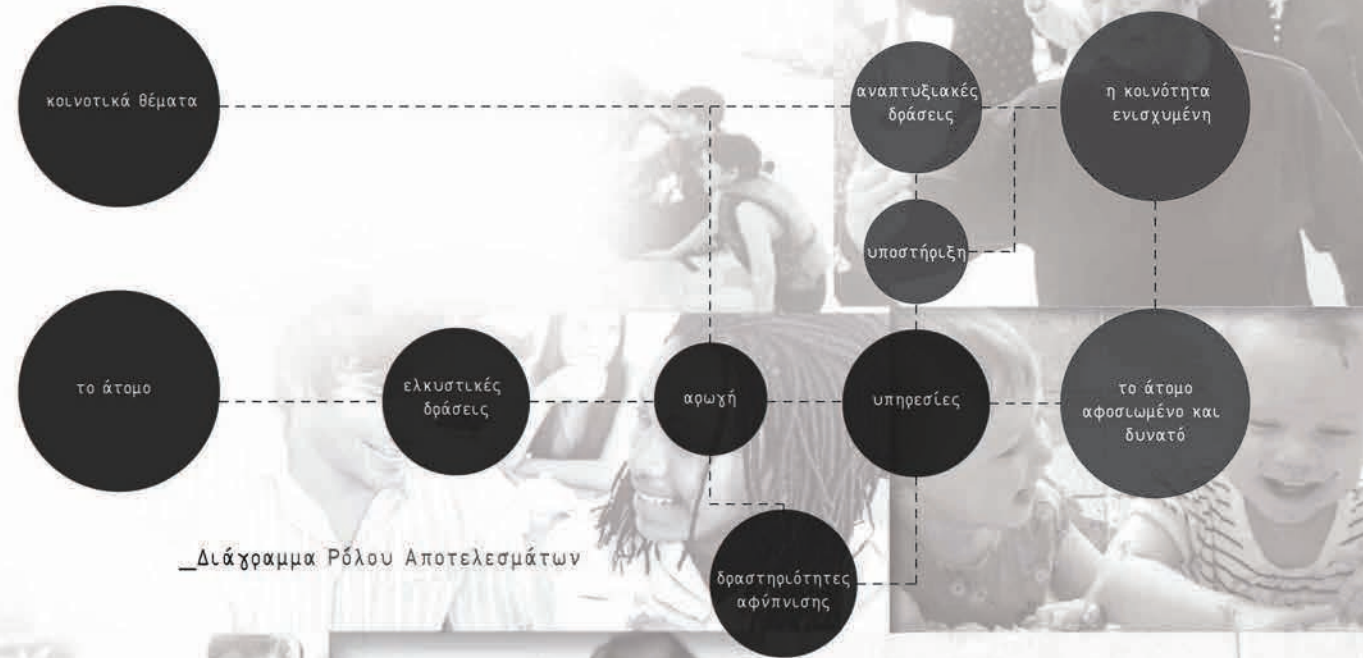 κοινοτικά θέματα
αναπτυξιακές
δράσεις
η κοινότητα
ενισχυμένη
υποστήριξη
το άτομο
ελκυστικές
δράσεις
αρωγή
υπηρεσίες
το άτομο
αφοσιωμένο και
δυνατό
_Διάγραμμα Ρόλου Αποτελεσμάτων
δραστηριότητες
αφύπνισης